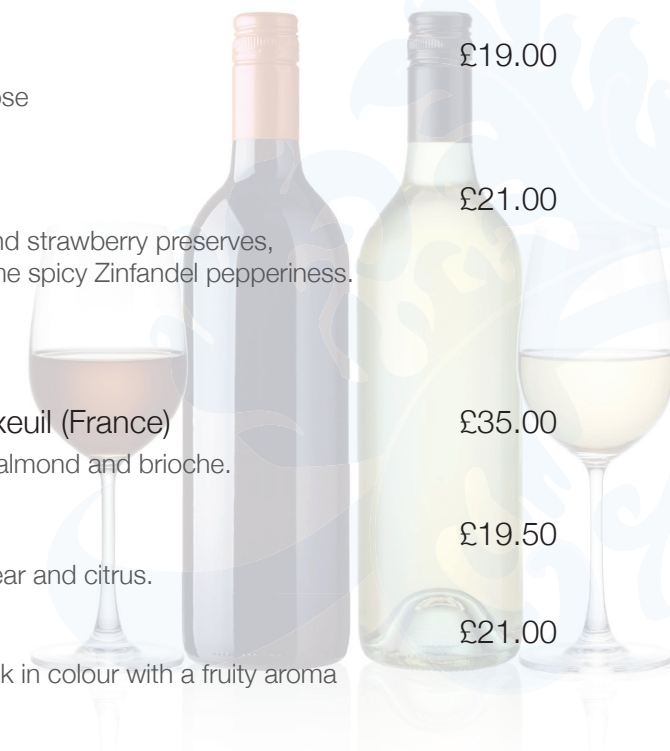 £19.00
ose
£21.00
nd strawberry preserves,
ne spicy Zinfandel pepperiness.
xeuil (France) £35.00
almond and brioche.
£19.50
ear and citrus.
£21.00
k in colour with a fruity aroma